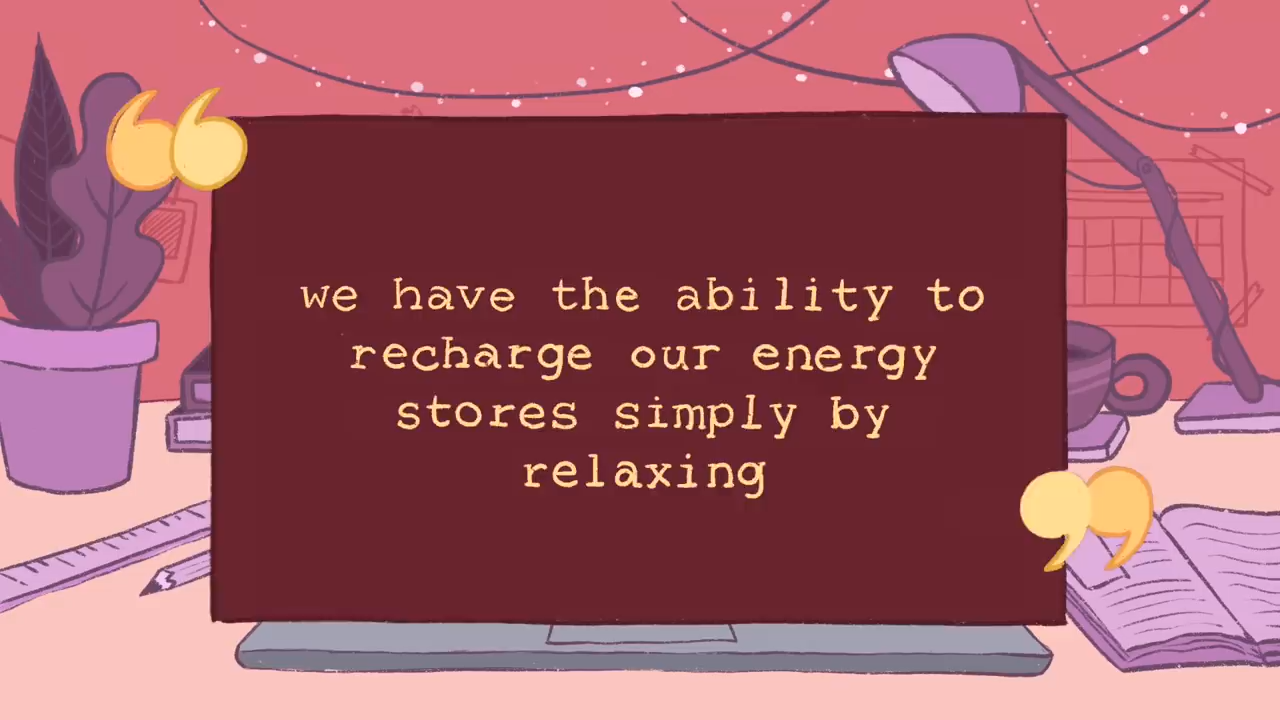 we have the ability to
recharge our energy
stores simply by
relaxing